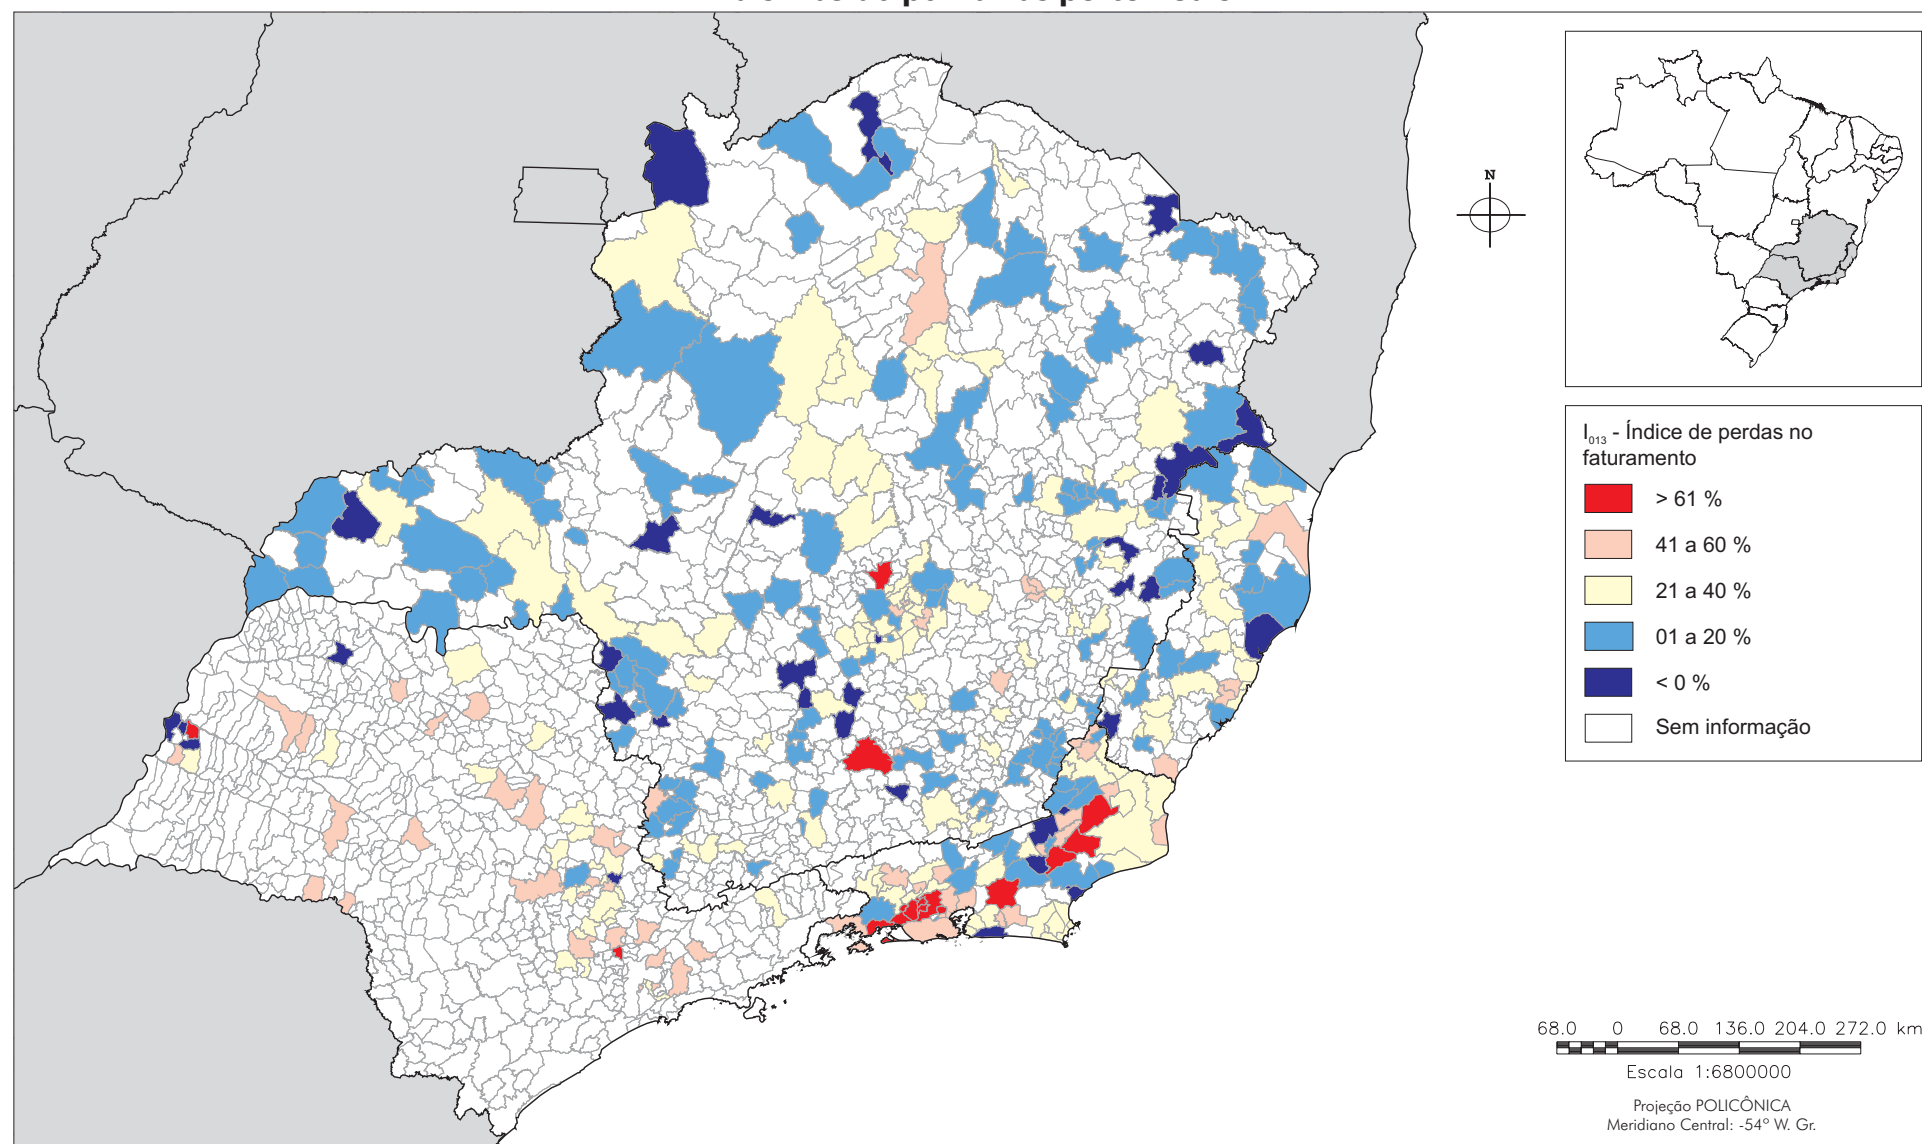 N
I013 - Índice de perdas no
faturamento
> 61 %
41 a 60 %
21 a 40 %
01 a 20 %
< 0 %
Sem informação
68.0 0 68.0 136.0 204.0 272.0 km
Escala 1:6800000
Projeção POLICÔNICA
Meridiano Central: -54° W. Gr.